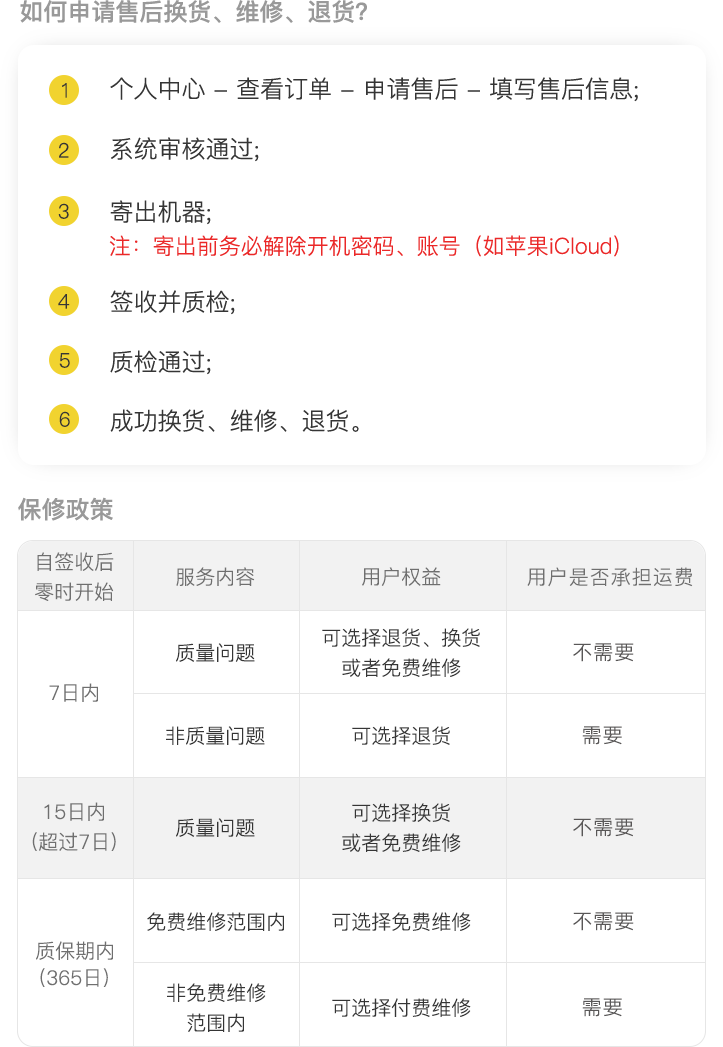 如何申请售后换货、维修、退货?
1 个人中心 – 查看订单 – 申请售后 – 填写售后信息;
2 系统审核通过;
3 寄出机器;
注：寄出前务必解除开机密码、账号（如苹果iCloud）
4 签收并质检;
5 质检通过;
6 成功换货、维修、退货。
保修政策
自签收后
零时开始
服务内容
用户权益
用户是否承担运费
7日内
质量问题
可选择退货、换货
或者免费维修
不需要
非质量问题
可选择退货
需要
15日内
（超过7日）
质量问题
可选择换货
或者免费维修
不需要
质保期内
（365日）
免费维修范围内
可选择免费维修
不需要
非免费维修
范围内
可选择付费维修
需要